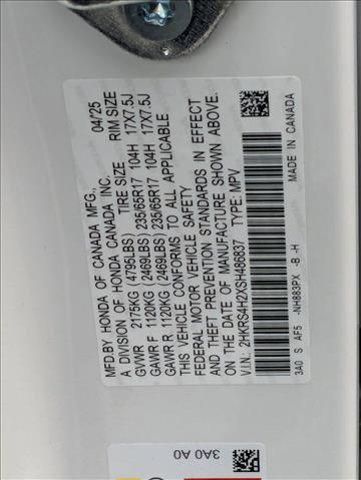 MFD.BY HONDA OF CANADA MFG., 04/25
A DIVISION OF HONDA CANADA INC.
TIRE SIZE RIM SIZE
GVWR 2175KG (4795LBS)
GAWR F 1120KG (2469LBS) 235/65R17 104H 17X7.5J
GAWR R 1120KG (2469LBS) 235/65R17 104H 17X7.5J
THIS VEHICLE CONFORMS TO ALL APPLICABLE
FEDERAL MOTOR VEHICLE SAFETY
AND THEFT PREVENTION STANDARDS IN EFFECT
ON THE DATE OF MANUFACTURE SHOWN ABOVE.
V.I.N.: 2HKRS4H2XSH486837 TYPE: MPV
3A0 S AF5 -NH883PX -B -H MADE IN CANADA
3A0 A0